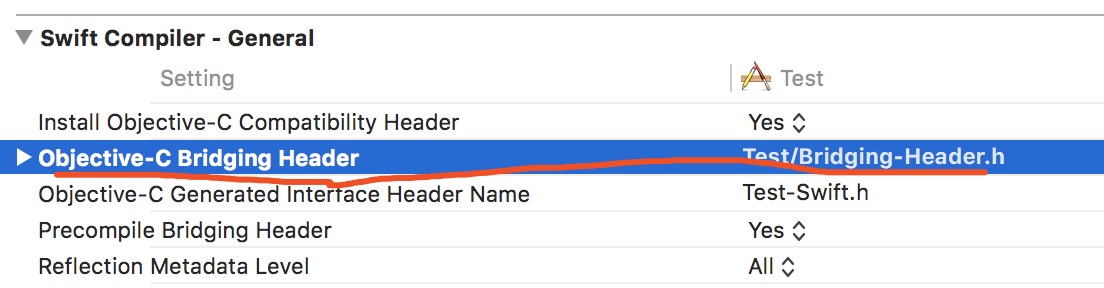 Swift Compiler - General
Setting Test
Install Objective-C Compatibility Header Yes
Objective-C Bridging Header Test/Bridging-Header.h
Objective-C Generated Interface Header Name Test-Swift.h
Precompile Bridging Header Yes
Reflection Metadata Level All